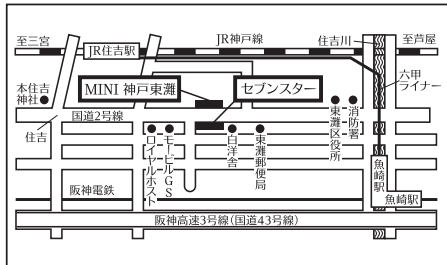 至三宮
JR住吉駅
JR神戸線
住吉川
至芦屋
MINI 神戸東灘
セブンスター
六甲
ライナー
本住吉
神社
国道2号線
住吉
ロイヤルホスト
モービルGS
白洋舎
東灘郵便局
東灘区役所
消防署
魚崎駅
魚崎駅
阪神電鉄
阪神高速3号線(国道43号線)